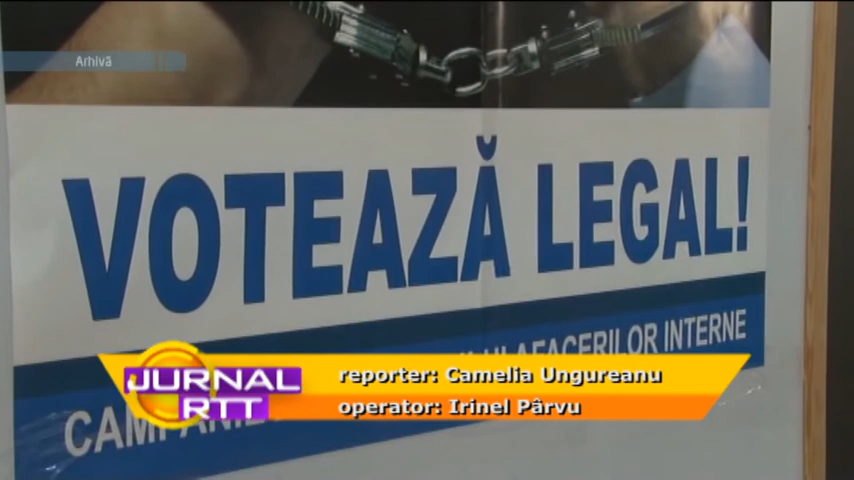 Arhivă
VOTEAZĂ LEGAL!
AFACERILOR INTERNE
JURNAL
RTT
reporter: Camelia Ungureanu
operator: Irinel Pârvu